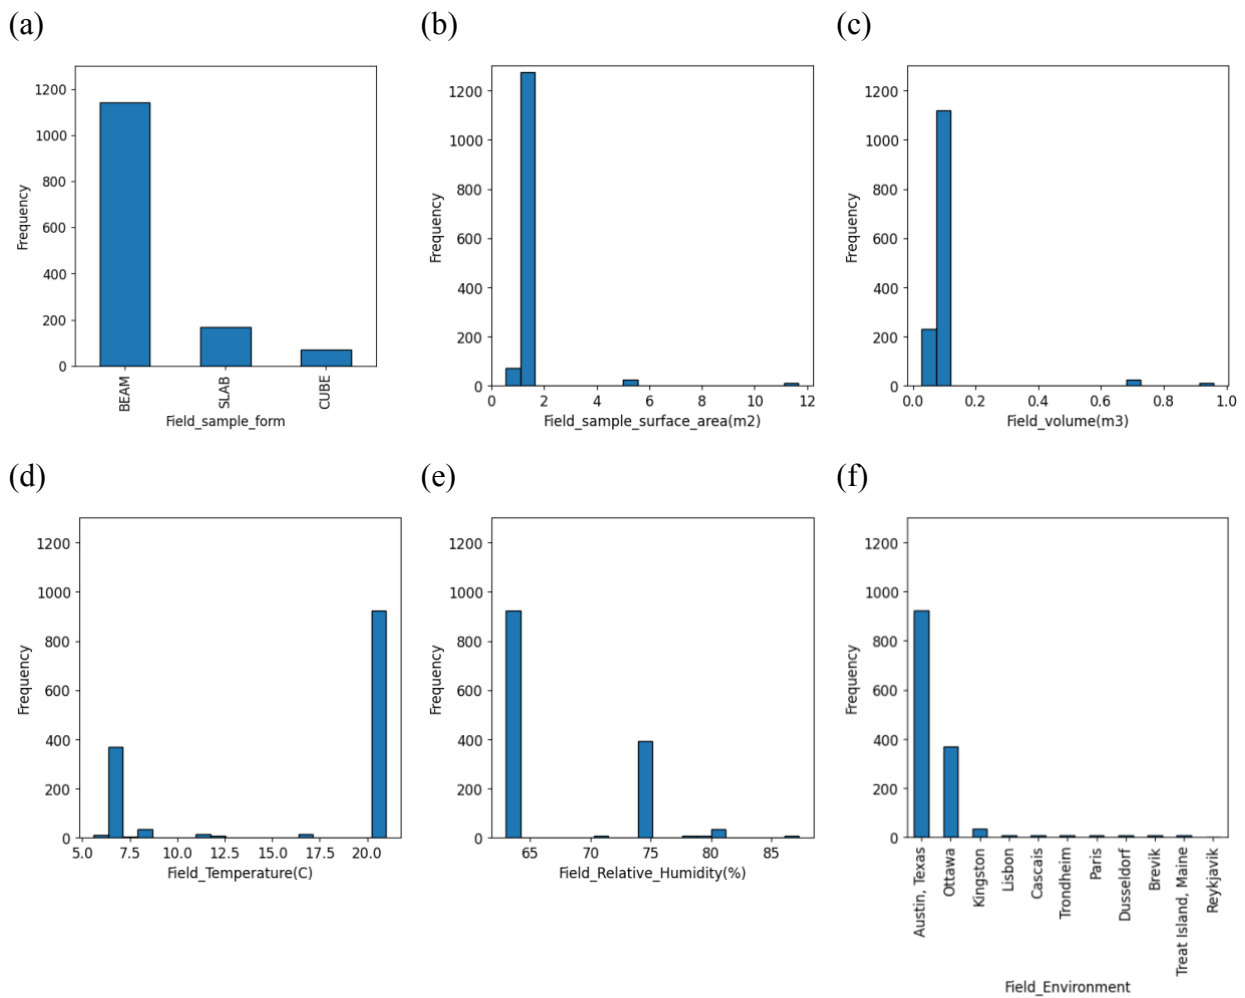 (a)
1200
1000
800
600
400
200
0
Frequency
BEAM
SLAB
CUBE
Field_sample_form
(b)
1200
1000
800
600
400
200
0
Frequency
0 2 4 6 8 10 12
Field_sample_surface_area(m2)
(c)
1200
1000
800
600
400
200
0
Frequency
0.0 0.2 0.4 0.6 0.8 1.0
Field_volume(m3)
(d)
1200
1000
800
600
400
200
0
Frequency
5.0 7.5 10.0 12.5 15.0 17.5 20.0
Field_Temperature(C)
(e)
1200
1000
800
600
400
200
0
Frequency
65 70 75 80 85
Field_Relative_Humidity(%)
(f)
1200
1000
800
600
400
200
0
Frequency
Austin, Texas
Ottawa
Kingston
Lisbon
Cascais
Trondheim
Paris
Dusseldorf
Brevik
Treat Island, Maine
Reykjavik
Field_Environment